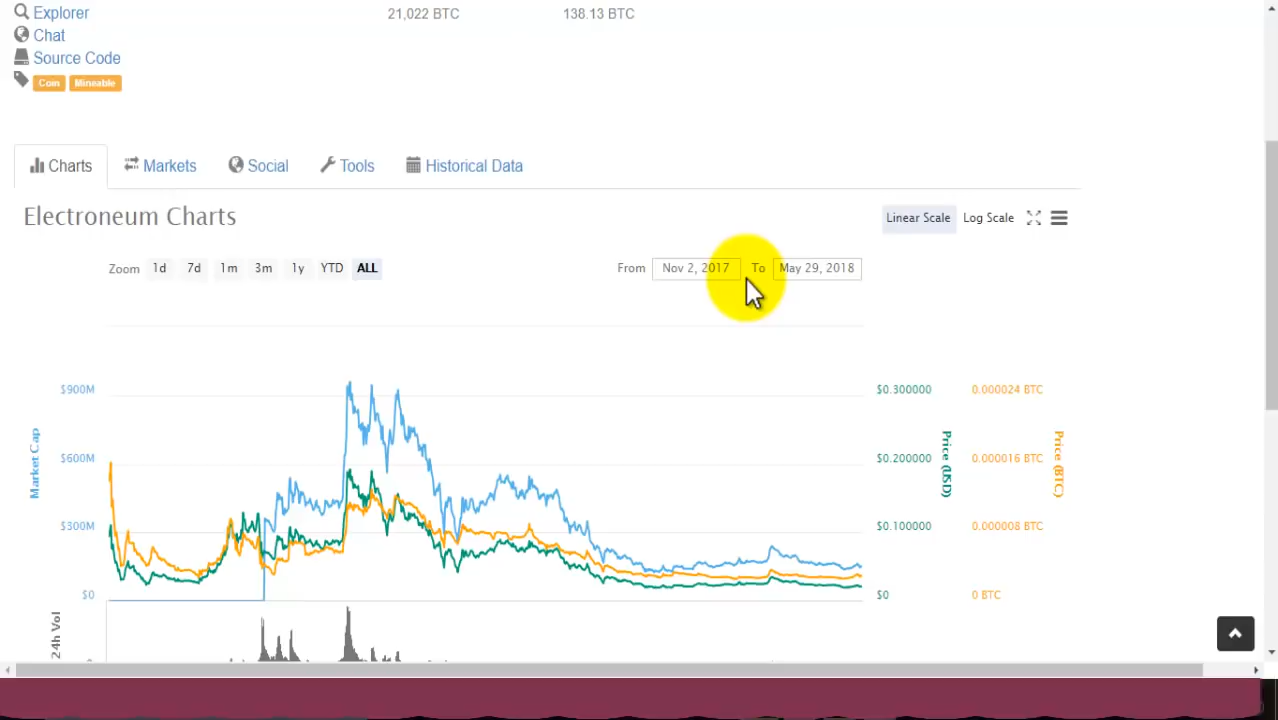 Explorer 21,022 BTC 138.13 BTC
Chat
Source Code
Coin Mineable
Charts Markets Social Tools Historical Data
Electroneum Charts Linear Scale Log Scale
Zoom 1d 7d 1m 3m 1y YTD ALL From Nov 2, 2017 To May 29, 2018
$900M $0.300000 0.000024 BTC
$600M $0.200000 0.000016 BTC
$300M $0.100000 0.000008 BTC
$0 $0 0 BTC
Market Cap
Price (USD)
Price (BTC)
24h Vol
0